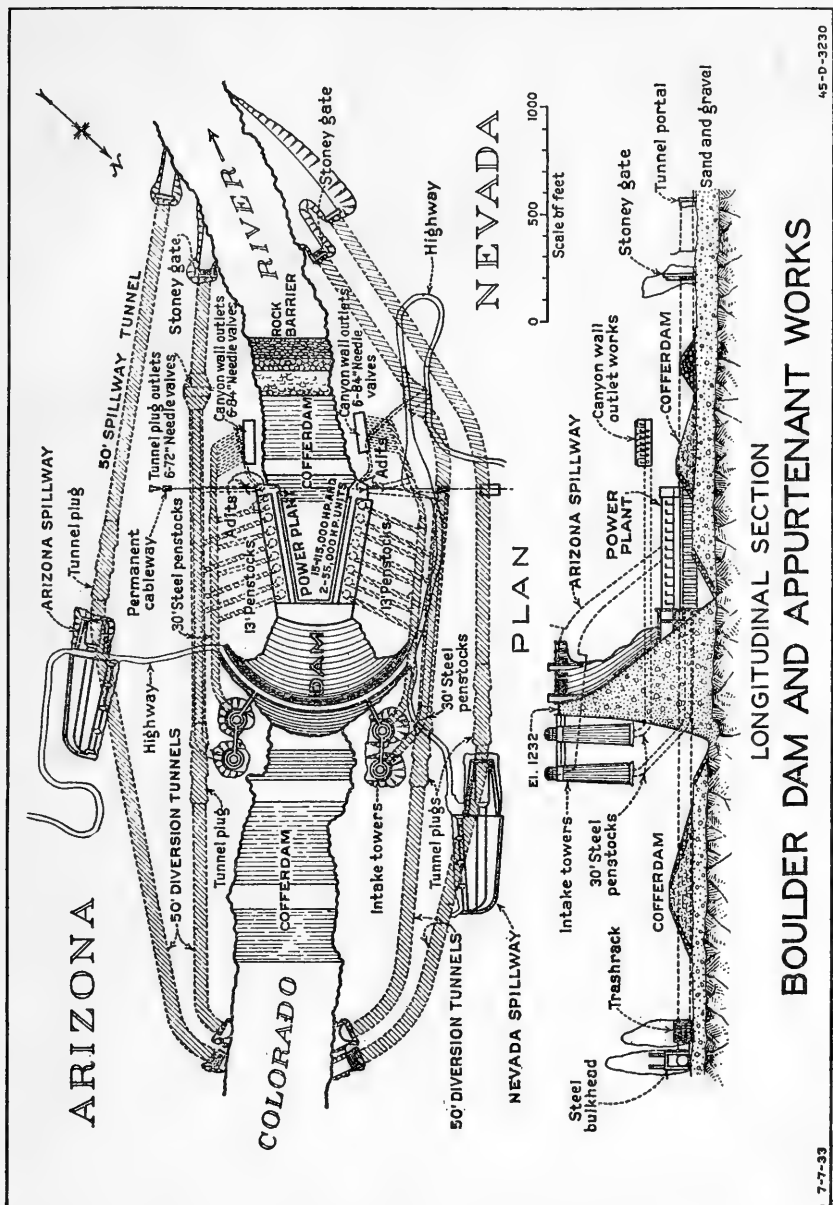 ARIZONA
ARIZONA SPILLWAY
Tunnel plug
50' SPILLWAY TUNNEL
Highway
50' DIVERSION TUNNELS
Permanent
cableway
Tunnel plug outlets
6-72" Needle valves
Stoney gate
30' Steel penstocks
Tunnel plug
Canyon wall outlets
6-84" Needle valves
Adits
13' Penstocks
COLORADO
COFFERDAM
DAM
POWER PLANT
15-115,000 HP. AND
2-55,000 HP. UNITS
COFFERDAM
ROCK
BARRIER
RIVER
N
Canyon wall outlets
6-84" Needle
valves
Adits
13' Penstocks
Stoney gate
Intake towers
30' Steel
penstocks
Highway
Tunnel plugs
50' DIVERSION TUNNELS
NEVADA SPILLWAY
NEVADA
PLAN
0 500 1000
Scale of feet
El. 1232
ARIZONA SPILLWAY
Canyon wall
outlet works
POWER
PLANT
COFFERDAM
Stoney gate
Tunnel portal
Sand and gravel
Intake towers
30' Steel
penstocks
COFFERDAM
Trashrack
Steel
bulkhead
LONGITUDINAL SECTION
BOULDER DAM AND APPURTENANT WORKS
7-7-33
45-D-3230